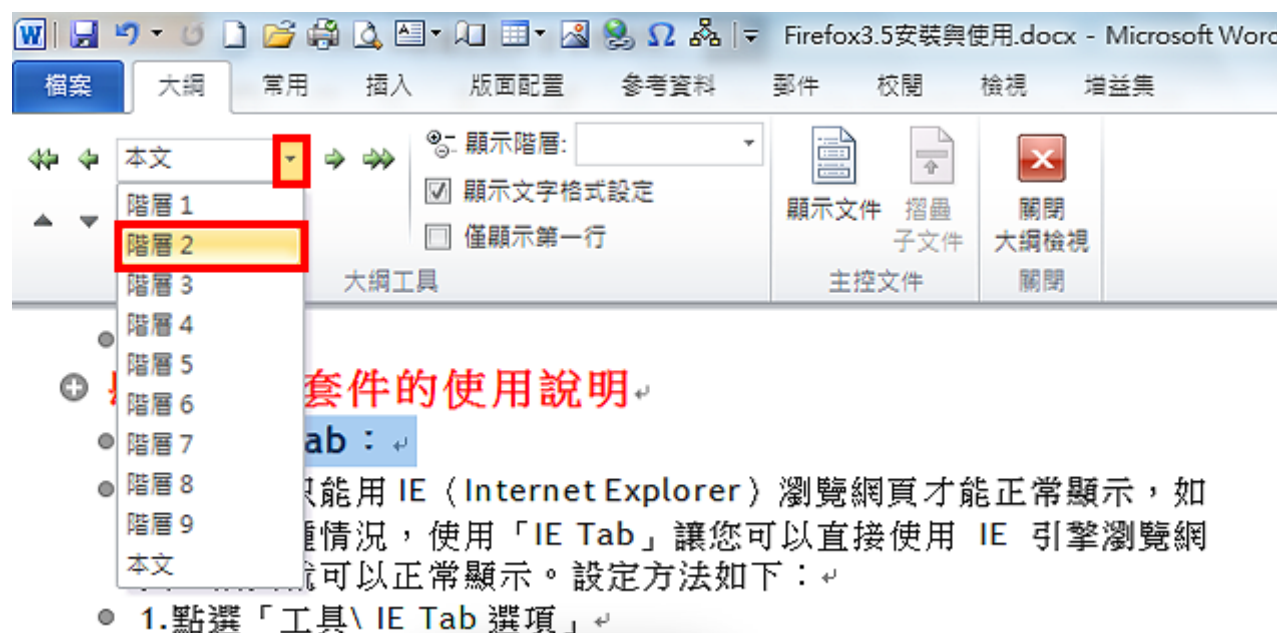 Firefox3.5安裝與使用.docx - Microsoft Word
檔案 大綱 常用 插入 版面配置 參考資料 郵件 校閱 檢視 增益集
本文
顯示階層:
顯示文字格式設定
僅顯示第一行
大綱工具
顯示文件
摺疊
子文件
主控文件
關閉
大綱檢視
關閉
階層 1
階層 2
階層 3
階層 4
階層 5
階層 6
階層 7
階層 8
階層 9
本文
套件的使用說明
ab：
能用 IE（Internet Explorer）瀏覽網頁才能正常顯示，如
情況，使用「IE Tab」讓您可以直接使用 IE 引擎瀏覽網
可以正常顯示。設定方法如下：
1.點選「工具\ IE Tab 選項」